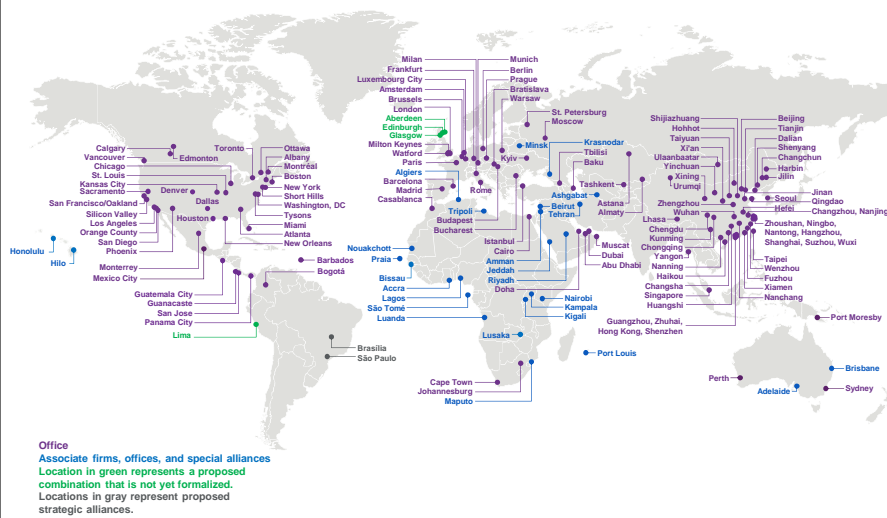 Calgary
Vancouver
Edmonton
Chicago
St. Louis
Kansas City
Sacramento
Denver
San Francisco/Oakland
Dallas
Silicon Valley
Houston
Los Angeles
San Diego
Phoenix
Toronto
Ottawa
Albany
Montréal
Boston
New York
Short Hills
Washington, DC
Tysons
Miami
Atlanta
New Orleans
Honolulu
Hilo
Monterrey
Mexico City
Barbados
Bogotá
Guatemala City
Guanacaste
San Jose
Panama City
Lima
Brasília
São Paulo
Milan
Frankfurt
Luxembourg City
Amsterdam
Brussels
London
Aberdeen
Edinburgh
Glasgow
Milton Keynes
Watford
Paris
Algiers
Barcelona
Madrid
Casablanca
Munich
Berlin
Prague
Bratislava
Warsaw
St. Petersburg
Moscow
Minsk
Krasnodar
Kyiv
Tbilisi
Baku
Rome
Tashkent
Ashgabat
Tripoli
Beirut
Tehran
Budapest
Bucharest
Astana
Almaty
Istanbul
Cairo
Amman
Jeddah
Riyadh
Doha
Muscat
Dubai
Abu Dhabi
Nouakchott
Praia
Bissau
Accra
Lagos
São Tomé
Luanda
Nairobi
Kampala
Kigali
Lusaka
Port Louis
Cape Town
Johannesburg
Maputo
Shijiazhuang
Hohhot
Taiyuan
Xi'an
Ulaanbaatar
Yinchuan
Xining
Urumqi
Zhengzhou
Wuhan
Lhasa
Chengdu
Kunming
Chongqing
Yangon
Nanning
Haikou
Changsha
Singapore
Huangshi
Guangzhou, Zhuhai,
Hong Kong, Shenzhen
Beijing
Tianjin
Dalian
Shenyang
Changchun
Harbin
Jilin
Jinan
Seoul
Qingdao
Hefei
Changzhou, Nanjing
Zhoushan, Ningbo,
Nantong, Hangzhou,
Shanghai, Suzhou, Wuxi
Taipei
Wenzhou
Fuzhou
Xiamen
Nanchang
Port Moresby
Perth
Brisbane
Adelaide
Sydney
Office
Associate firms, offices, and special alliances
Location in green represents a proposed
combination that is not yet formalized.
Locations in gray represent proposed
strategic alliances.